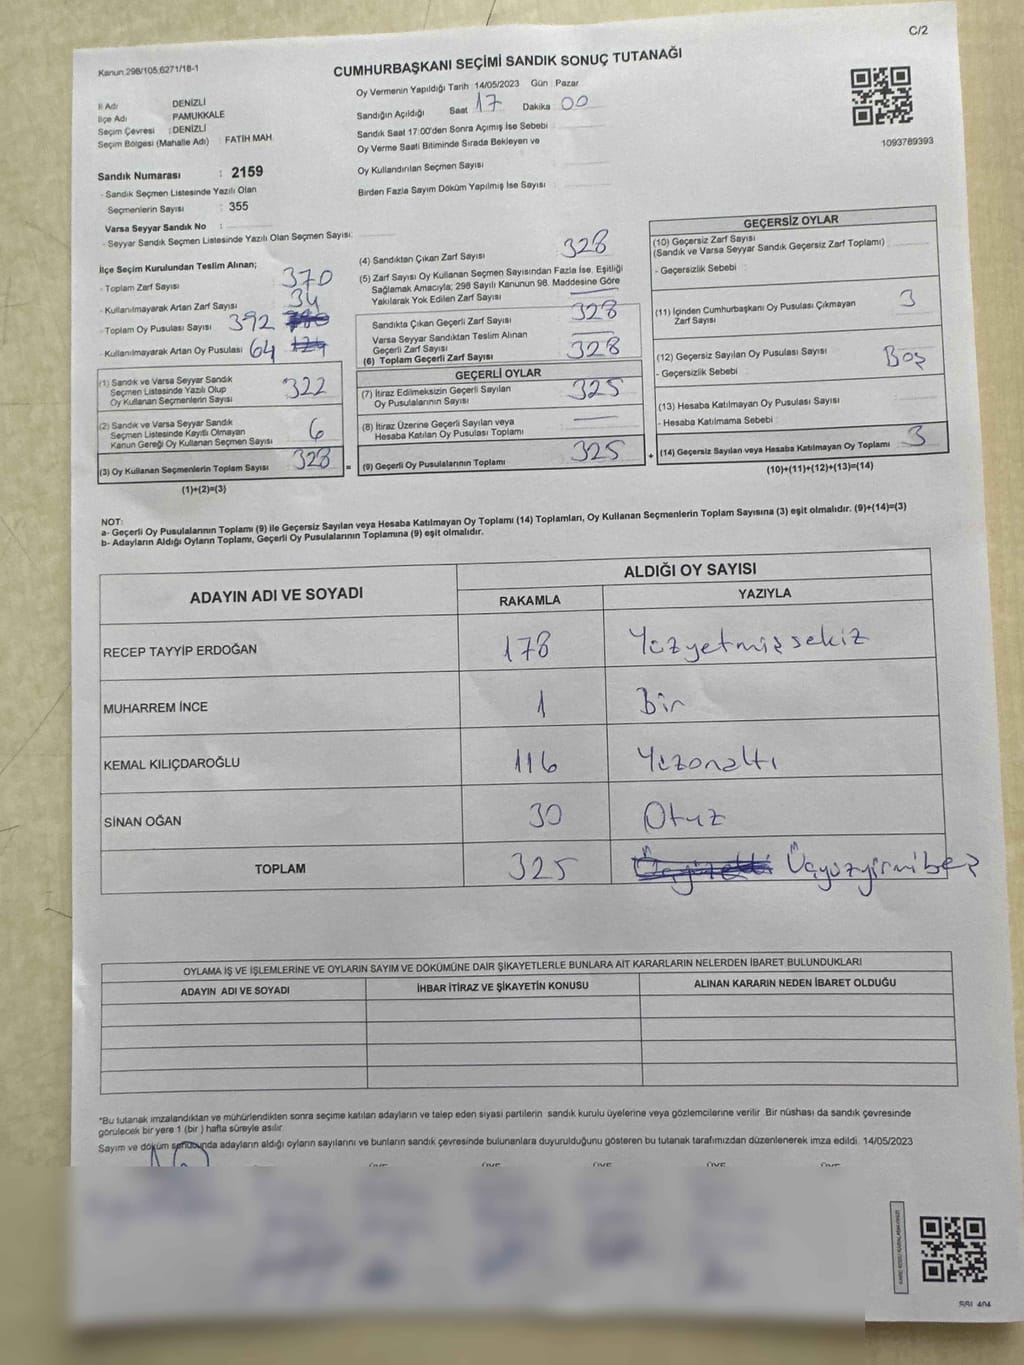 C/2
Kanun:298/105;6271/18-1
CUMHURBAŞKANI SEÇİMİ SANDIK SONUÇ TUTANAĞI
İl Adı : DENİZLİ
İlçe Adı : PAMUKKALE
Seçim Çevresi : DENİZLİ
Seçim Bölgesi (Mahalle Adı) : FATİH MAH.
Oy Vermenin Yapıldığı Tarih 14/05/2023 Gün Pazar
Sandığın Açıldığı Saat 17 Dakika 00
Sandık Saat 17:00'den Sonra Açımış İse Sebebi
Oy Verme Saati Bitiminde Sırada Bekleyen ve
Oy Kullandırılan Seçmen Sayısı
Birden Fazla Sayım Döküm Yapılmış İse Sayısı
1093769393
Sandık Numarası : 2159
- Sandık Seçmen Listesinde Yazılı Olan
Seçmenlerin Sayısı : 355
Varsa Seyyar Sandık No :
- Seyyar Sandık Seçmen Listesinde Yazılı Olan Seçmen Sayısı:
İlçe Seçim Kurulundan Teslim Alınan;
- Toplam Zarf Sayısı 370
- Kullanılmayarak Artan Zarf Sayısı 34
- Toplam Oy Pusulası Sayısı 392
- Kullanılmayarak Artan Oy Pusulası 64
(1) Sandık ve Varsa Seyyar Sandık
Seçmen Listesinde Yazılı Olup
Oy Kullanan Seçmenlerin Sayısı 322
(2) Sandık ve Varsa Seyyar Sandık
Seçmen Listesinde Kayıtlı Olmayan
Kanun Gereği Oy Kullanan Seçmen Sayısı 6
(3) Oy Kullanan Seçmenlerin Toplam Sayısı 328 =
(1)+(2)=(3)
(4) Sandıktan Çıkan Zarf Sayısı 328
(5) Zarf Sayısı Oy Kullanan Seçmen Sayısından Fazla İse, Eşitliği
Sağlamak Amacıyla; 298 Sayılı Kanunun 98. Maddesine Göre
Yakılarak Yok Edilen Zarf Sayısı
Sandıkta Çıkan Geçerli Zarf Sayısı 328
Varsa Seyyar Sandıktan Teslim Alınan
Geçerli Zarf Sayısı
(6) Toplam Geçerli Zarf Sayısı 328
GEÇERLİ OYLAR
(7) İtiraz Edilmeksizin Geçerli Sayılan
Oy Pusulalarının Sayısı 325
(8) İtiraz Üzerine Geçerli Sayılan veya
Hesaba Katılan Oy Pusulası Toplamı
(9) Geçerli Oy Pusulalarının Toplamı 325 +
GEÇERSİZ OYLAR
(10) Geçersiz Zarf Sayısı
(Sandık ve Varsa Seyyar Sandık Geçersiz Zarf Toplamı)
- Geçersizlik Sebebi
(11) İçinden Cumhurbaşkanı Oy Pusulası Çıkmayan
Zarf Sayısı 3
(12) Geçersiz Sayılan Oy Pusulası Sayısı
- Geçersizlik Sebebi : Boş
(13) Hesaba Katılmayan Oy Pusulası Sayısı
- Hesaba Katılmama Sebebi :
(14) Geçersiz Sayılan veya Hesaba Katılmayan Oy Toplamı 3
(10)+(11)+(12)+(13)=(14)
NOT:
a- Geçerli Oy Pusulalarının Toplamı (9) ile Geçersiz Sayılan veya Hesaba Katılmayan Oy Toplamı (14) Toplamları, Oy Kullanan Seçmenlerin Toplam Sayısına (3) eşit olmalıdır. (9)+(14)=(3)
b- Adayların Aldığı Oyların Toplamı, Geçerli Oy Pusulalarının Toplamına (9) eşit olmalıdır.
ADAYIN ADI VE SOYADI
ALDIĞI OY SAYISI
RAKAMLA YAZIYLA
RECEP TAYYİP ERDOĞAN 178 Yüzyetmişsekiz
MUHARREM İNCE 1 Bir
KEMAL KILIÇDAROĞLU 116 Yüzonaltı
SİNAN OĞAN 30 Otuz
TOPLAM 325 Üçyüzyirmibeş
OYLAMA İŞ VE İŞLEMLERİNE VE OYLARIN SAYIM VE DÖKÜMÜNE DAİR ŞİKAYETLERLE BUNLARA AİT KARARLARIN NELERDEN İBARET BULUNDUKLARI
ADAYIN ADI VE SOYADI İHBAR İTİRAZ VE ŞİKAYETİN KONUSU ALINAN KARARIN NEDEN İBARET OLDUĞU
*Bu tutanak imzalandıktan ve mühürlendikten sonra seçime katılan adayların ve talep eden siyasi partilerin sandık kurulu üyelerine veya gözlemcilerine verilir. Bir nüshası da sandık çevresinde
görülecek bir yere 1 (bir) hafta süreyle asılır.
Sayım ve döküm sonucunda adayların aldığı oyların sayılarını ve bunların sandık çevresinde bulunanlara duyurulduğunu gösteren bu tutanak tarafımızdan düzenlenerek imza edildi. 14/05/2023